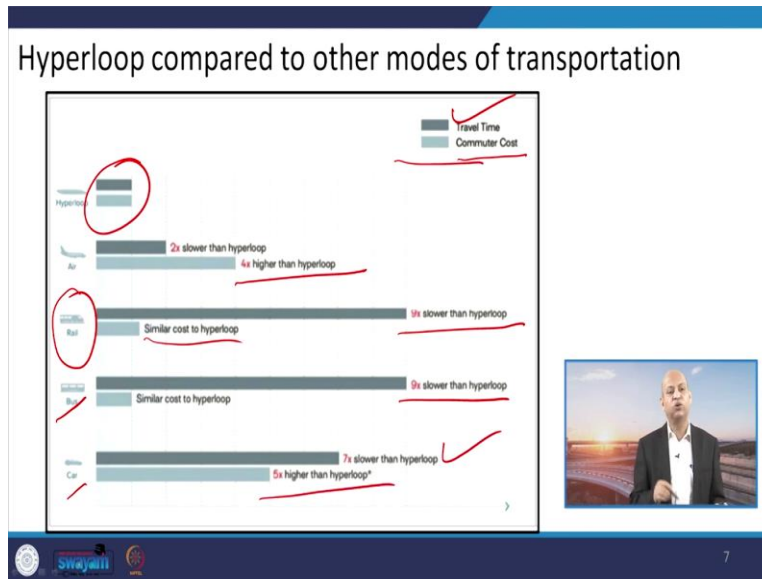 Hyperloop compared to other modes of transportation
Travel Time
Commuter Cost
Hyperloop
2x slower than hyperloop
Air
4x higher than hyperloop
9x slower than hyperloop
Rail
Similar cost to hyperloop
9x slower than hyperloop
Bus
Similar cost to hyperloop
7x slower than hyperloop
Car
5x higher than hyperloop*
swayam
7